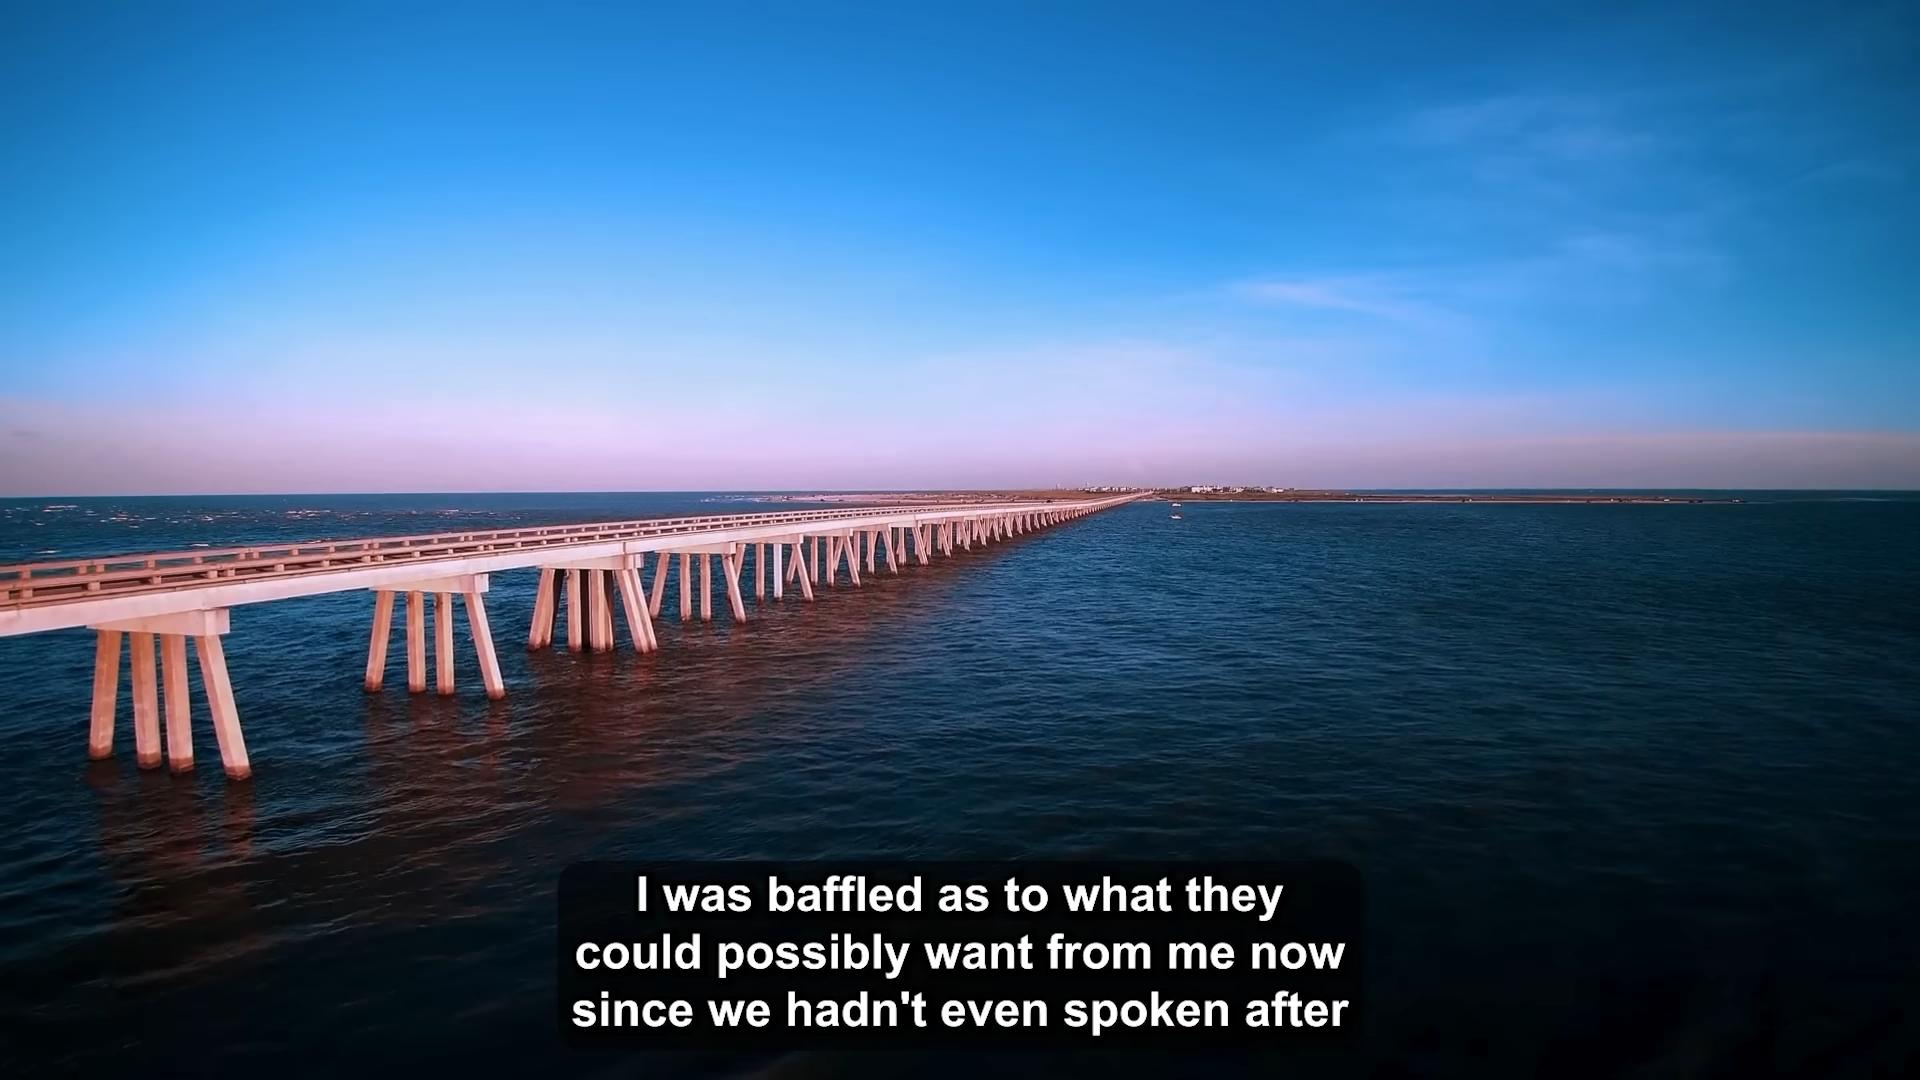 I was baffled as to what they
could possibly want from me now
since we hadn't even spoken after